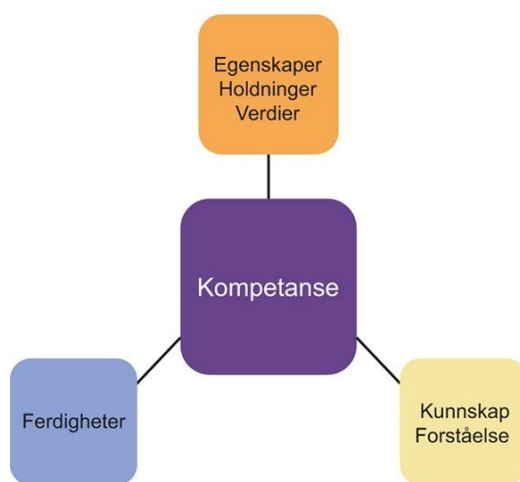 Egenskaper
Holdninger
Verdier
Kompetanse
Ferdigheter
Kunnskap
Forståelse